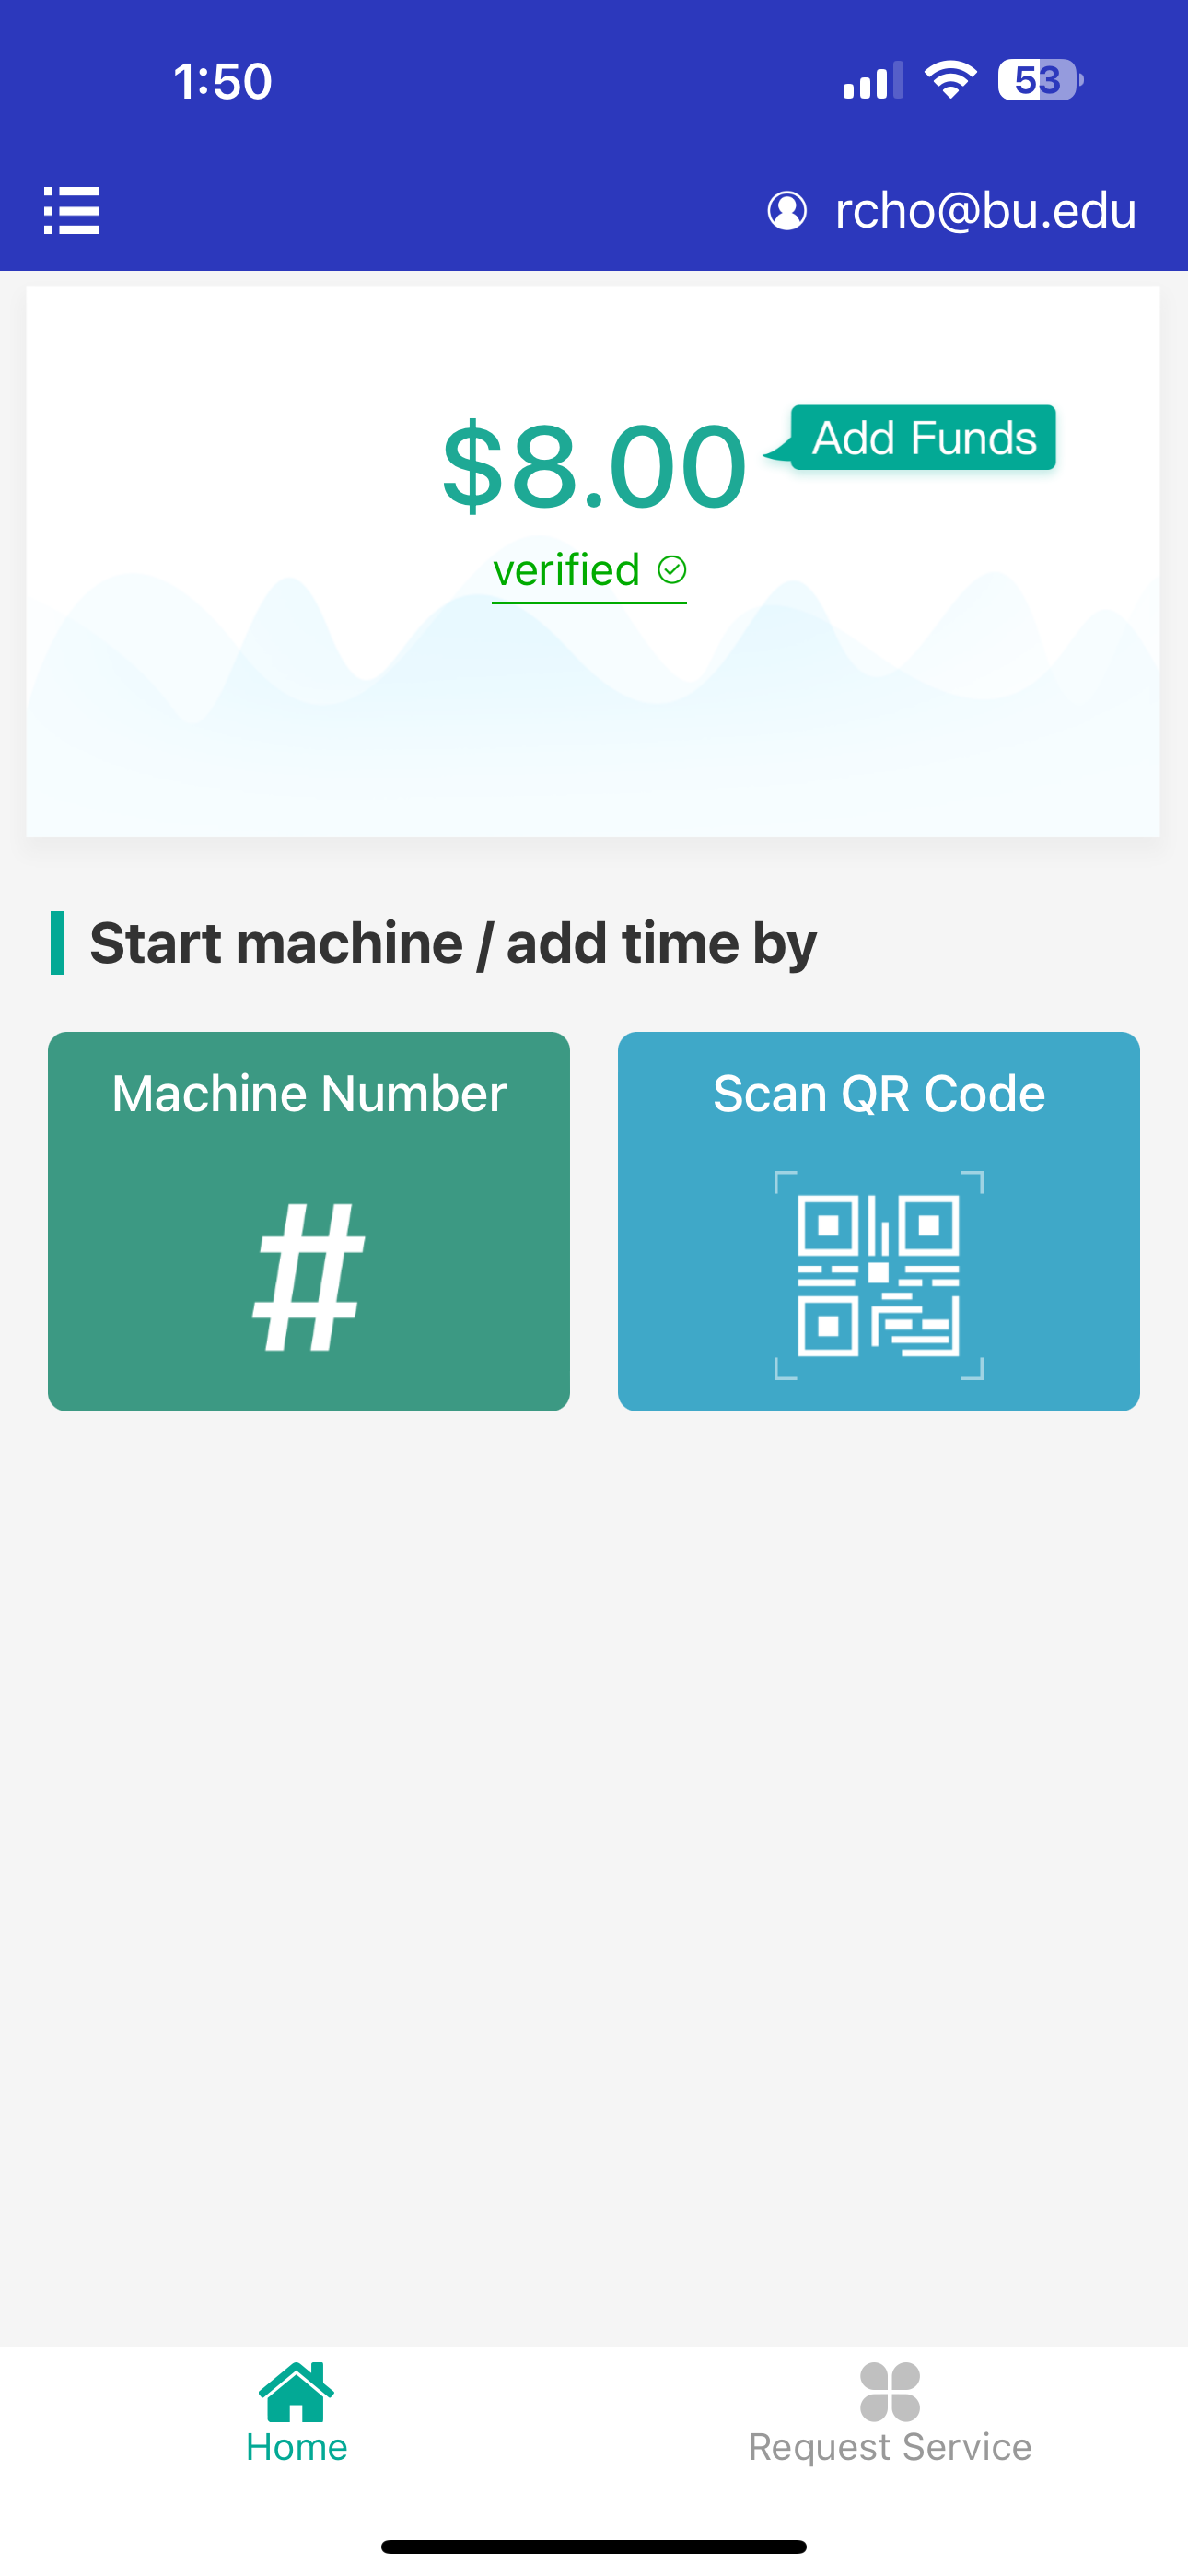 1:50
53
rcho@bu.edu
$8.00
Add Funds
verified
Start machine / add time by
Machine Number
Scan QR Code
#
Home
Request Service